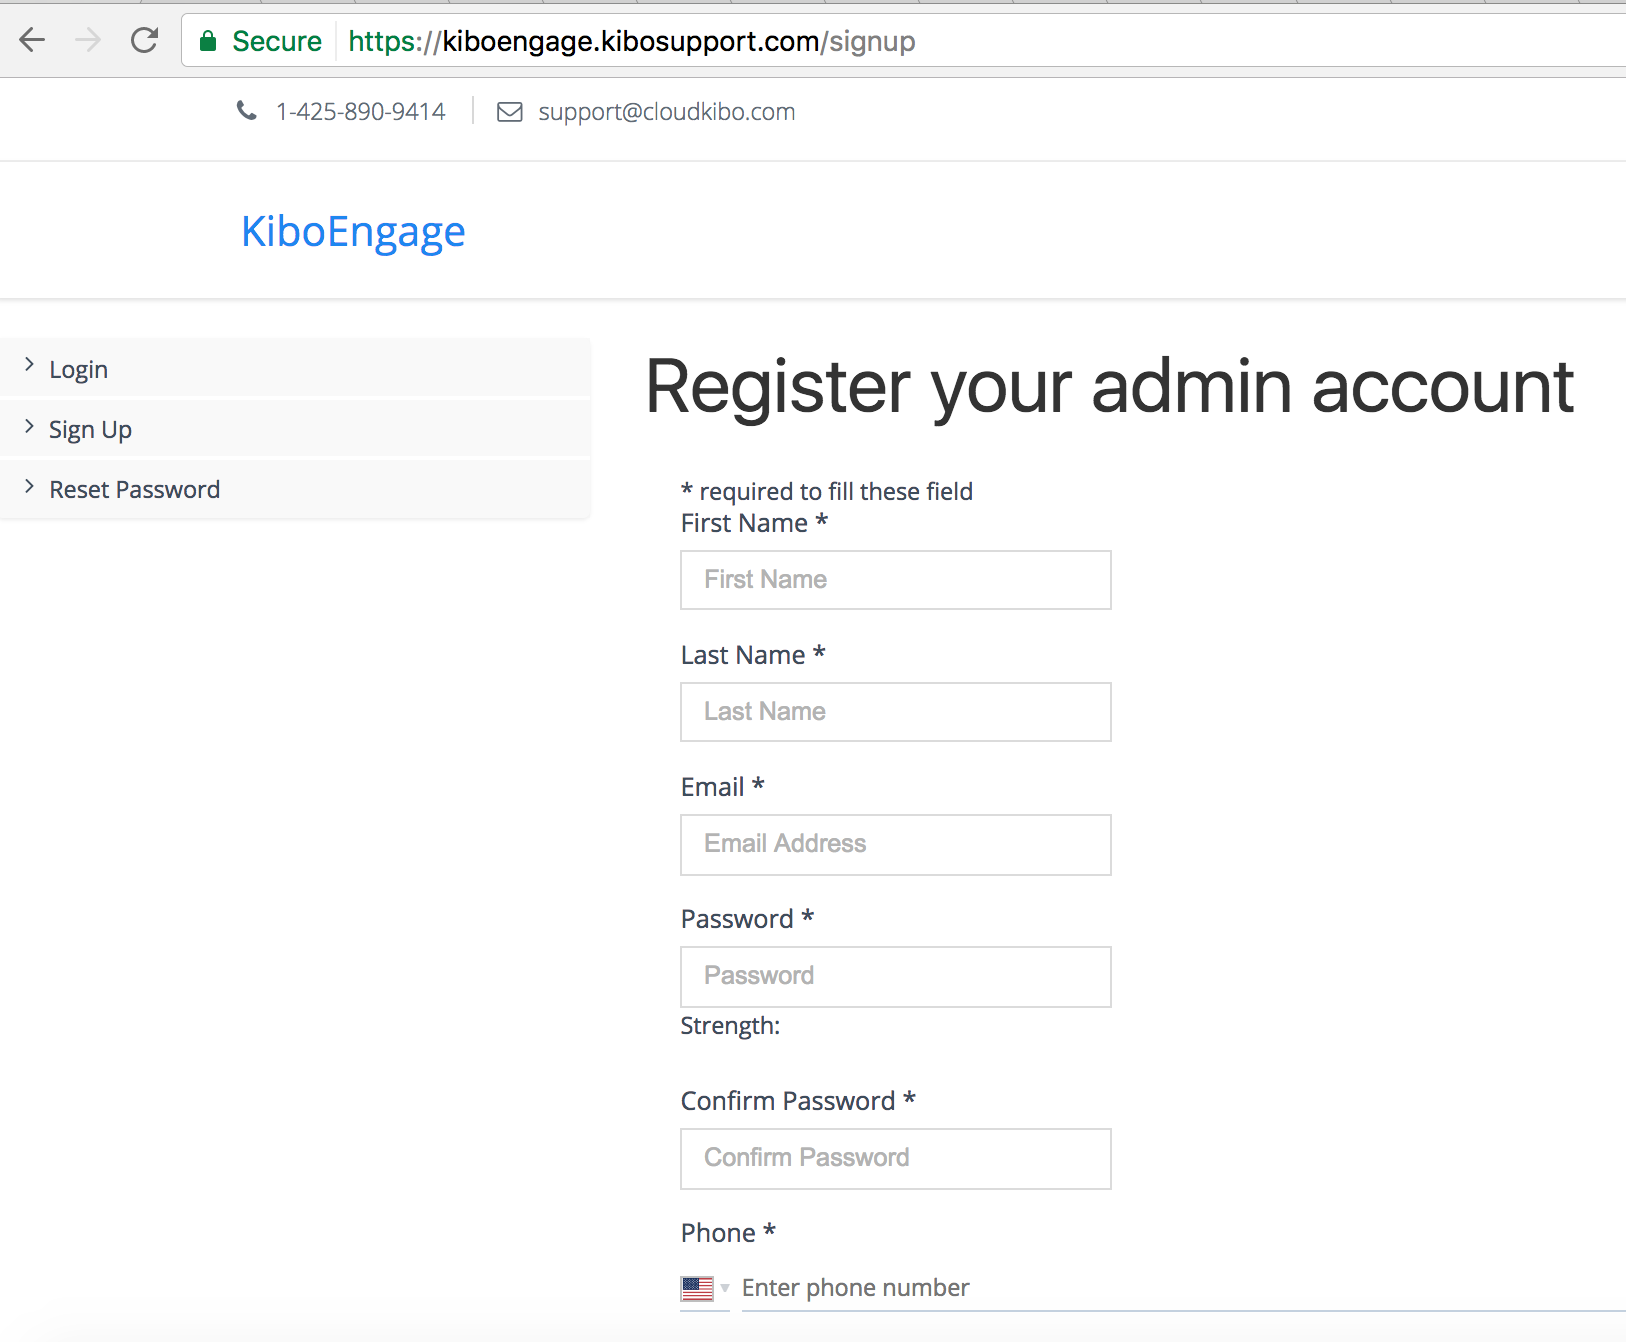 Secure https://kiboengage.kibosupport.com/signup
1-425-890-9414 support@cloudkibo.com
KiboEngage
Login
Sign Up
Reset Password
Register your admin account
* required to fill these field
First Name *
First Name
Last Name *
Last Name
Email *
Email Address
Password *
Password
Strength:
Confirm Password *
Confirm Password
Phone *
Enter phone number